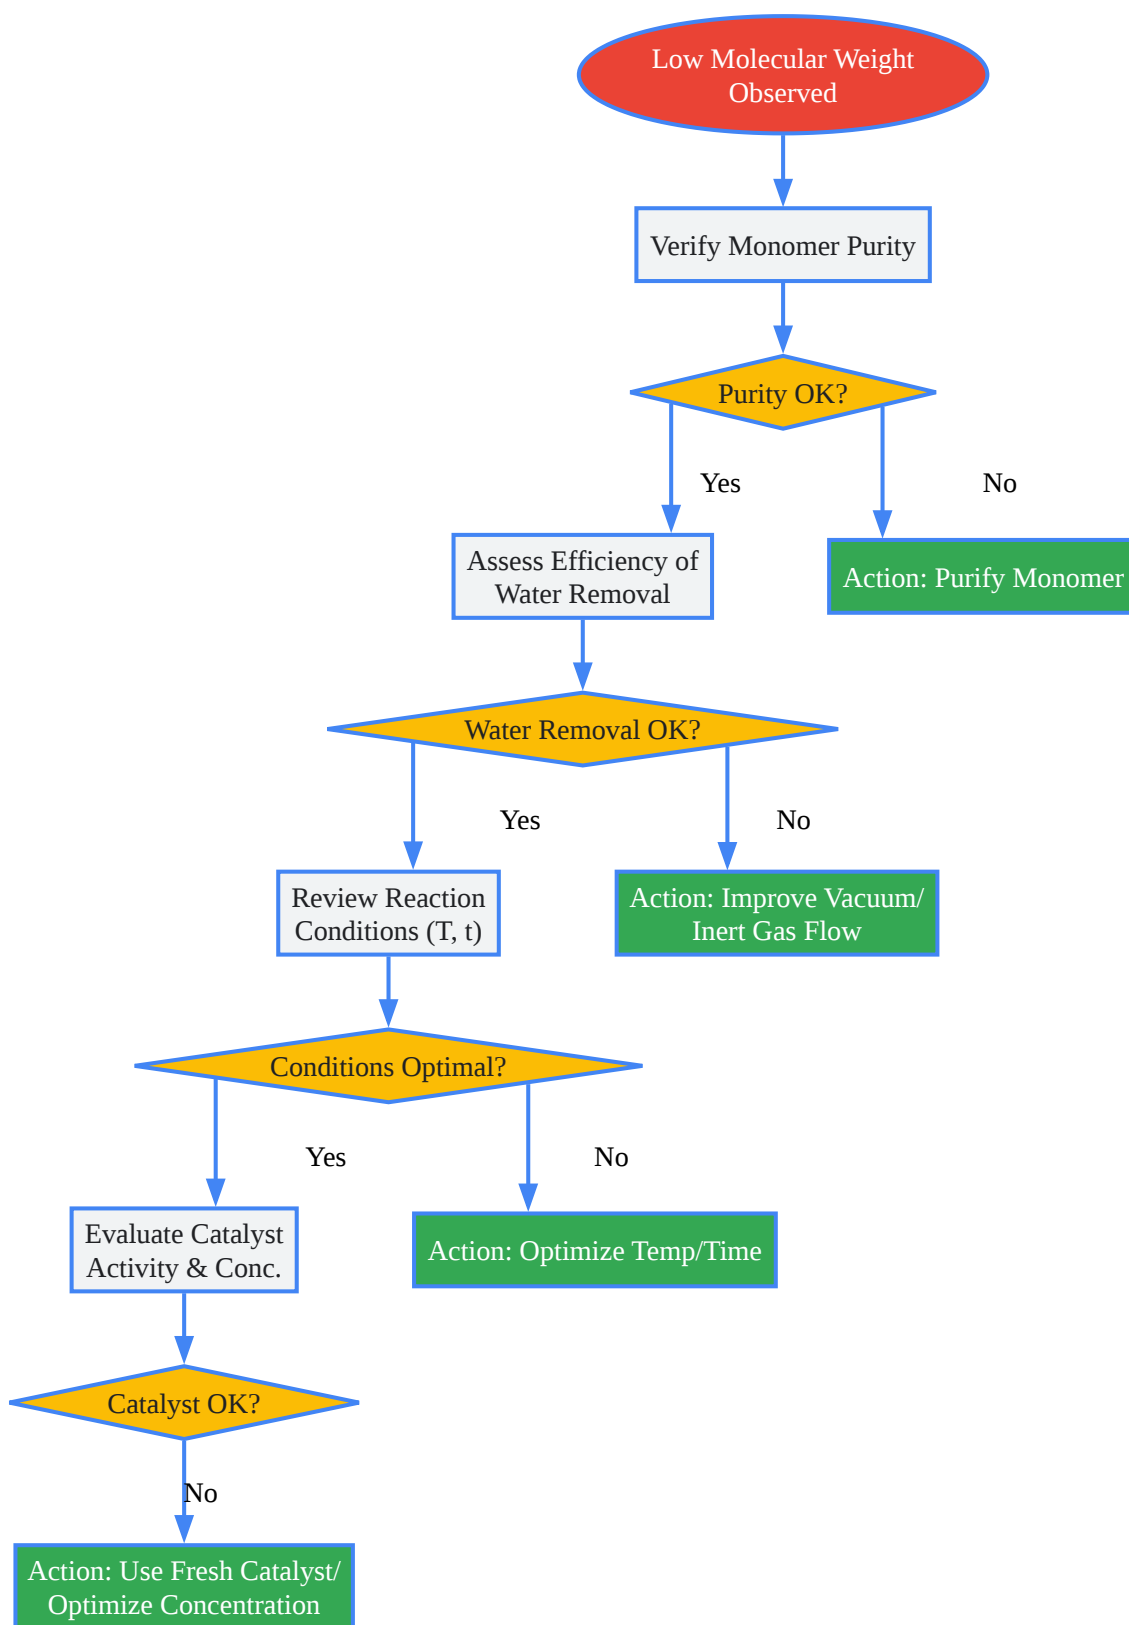 Low Molecular Weight
Observed
Verify Monomer Purity
Purity OK?
Yes
No
Assess Efficiency of
Water Removal
Action: Purify Monomer
Water Removal OK?
Yes
No
Review Reaction
Conditions (T, t)
Action: Improve Vacuum/
Inert Gas Flow
Conditions Optimal?
Yes
No
Evaluate Catalyst
Activity & Conc.
Action: Optimize Temp/Time
Catalyst OK?
No
Action: Use Fresh Catalyst/
Optimize Concentration